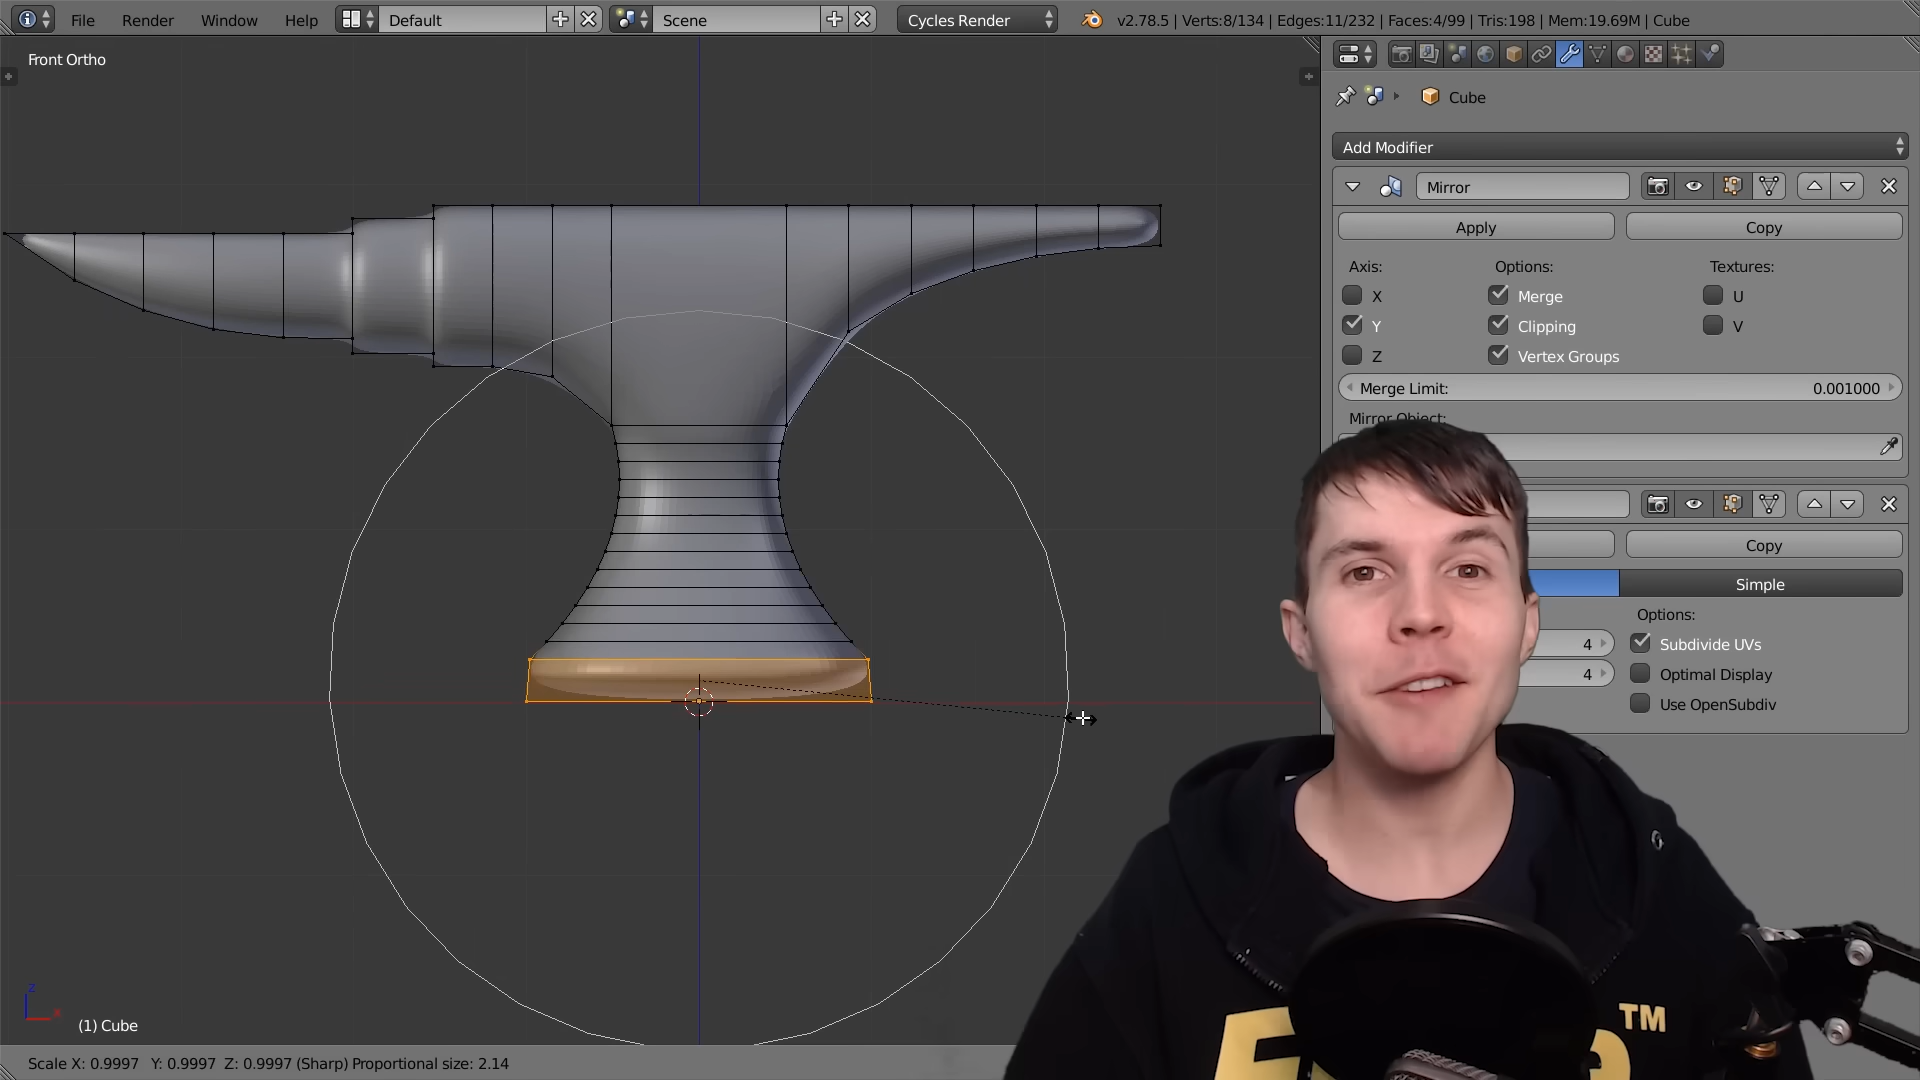 File Render Window Help Default Scene Cycles Render v2.78.5 | Verts:8/134 | Edges:11/232 | Faces:4/99 | Tris:198 | Mem:19.69M | Cube
Front Ortho
Cube
Add Modifier
Mirror
Apply Copy
Axis: Options: Textures:
X Merge U
Y Clipping V
Z Vertex Groups
Merge Limit: 0.001000
Mirror Object:
Copy
Simple
Options:
4 Subdivide UVs
4 Optimal Display
Use OpenSubdiv
z
x
(1) Cube
TM
Scale X: 0.9997 Y: 0.9997 Z: 0.9997 (Sharp) Proportional size: 2.14